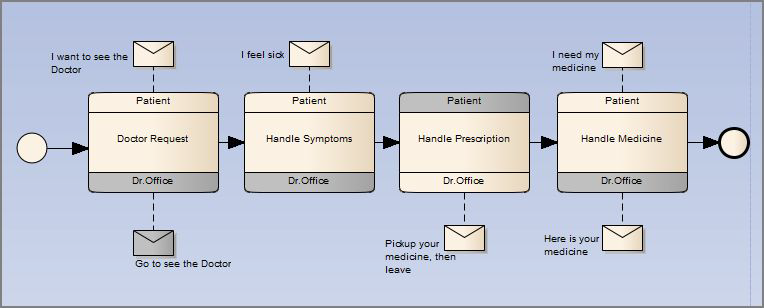 I want to see the
Doctor
I feel sick
I need my
medicine
Patient
Patient
Patient
Patient
Doctor Request
Handle Symptoms
Handle Prescription
Handle Medicine
Dr.Office
Dr.Office
Dr.Office
Dr.Office
Go to see the Doctor
Pickup your
medicine, then
leave
Here is your
medicine